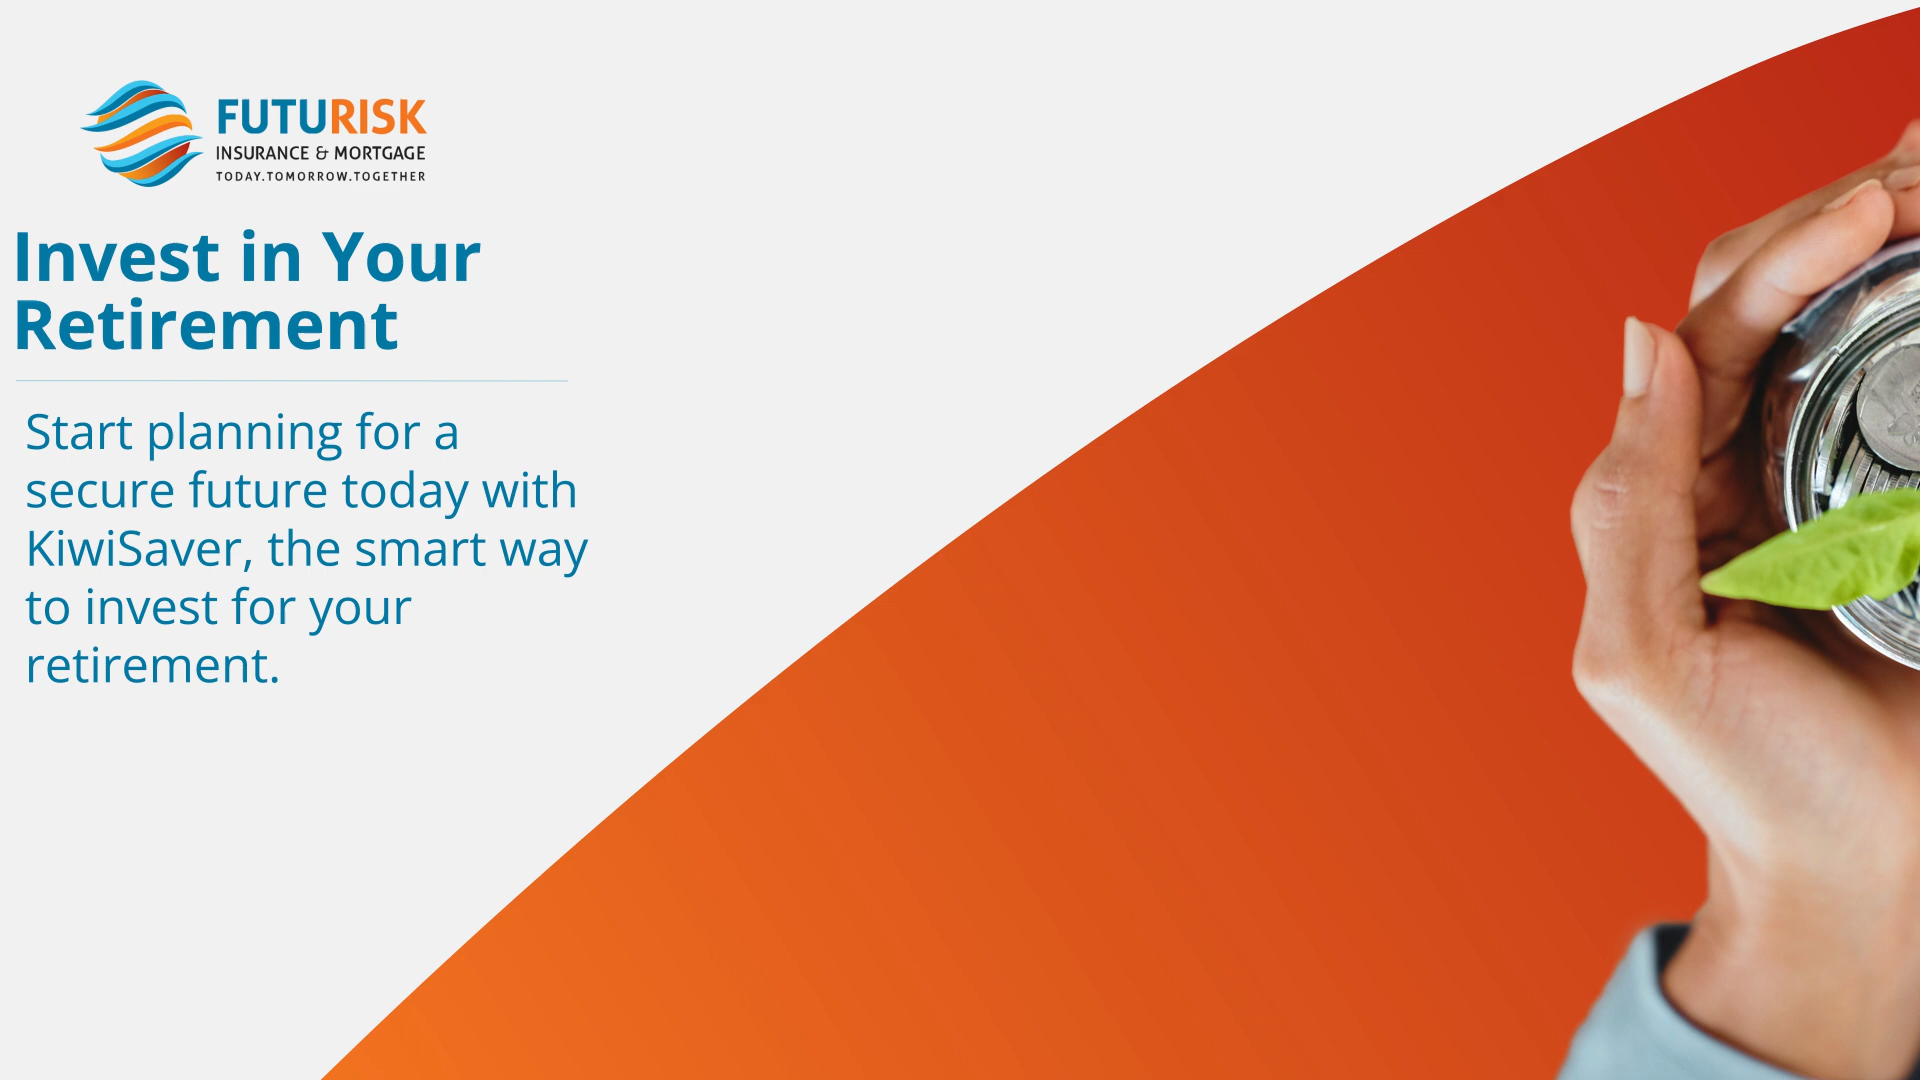 FUTURISK
INSURANCE & MORTGAGE
TODAY.TOMORROW.TOGETHER
Invest in Your
Retirement
Start planning for a
secure future today with
KiwiSaver, the smart way
to invest for your
retirement.